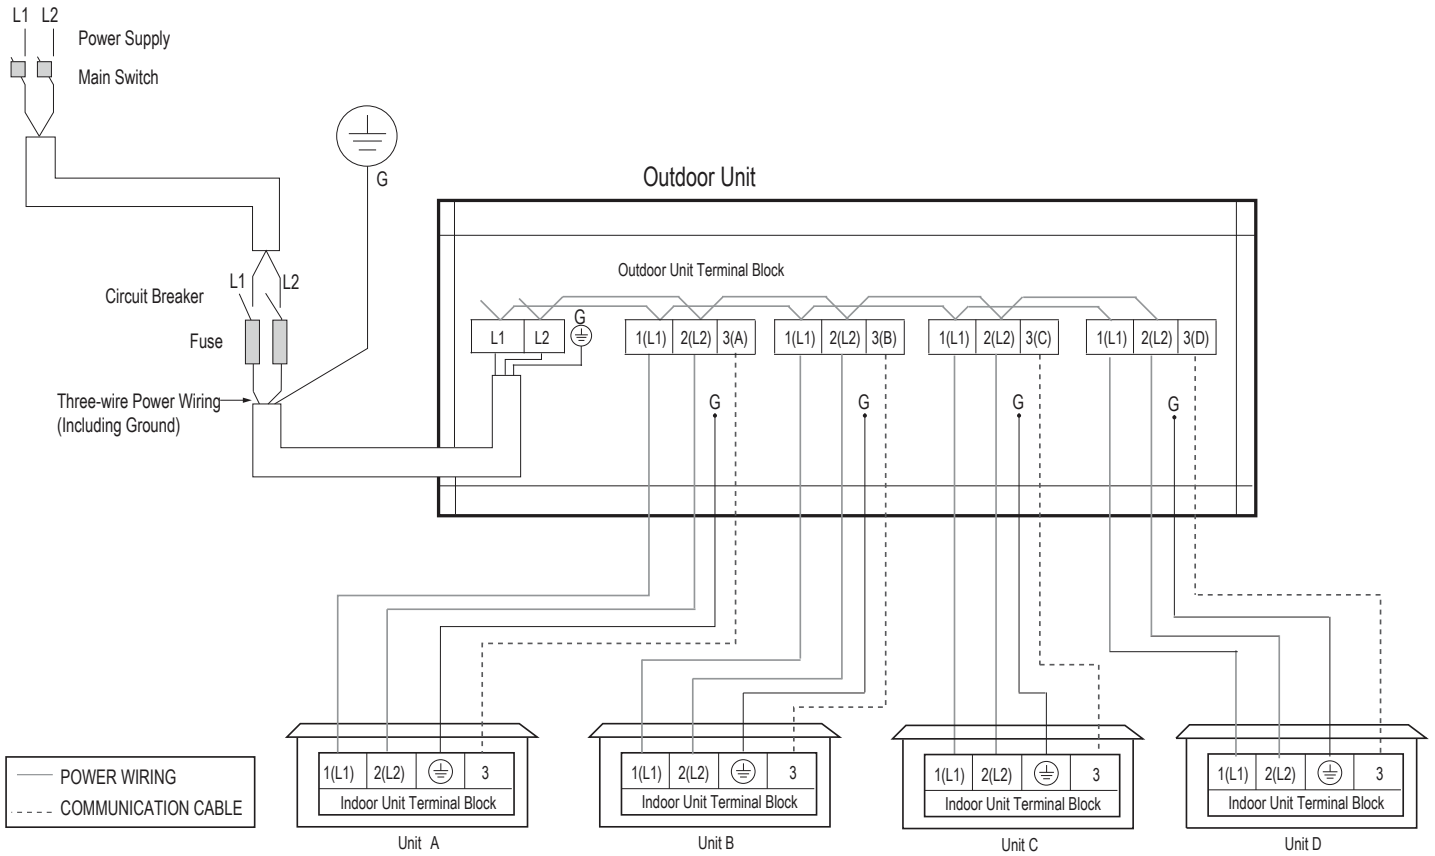 L1 L2
Power Supply
Main Switch
G
Outdoor Unit
Outdoor Unit Terminal Block
L1 L2
Circuit Breaker
Fuse
G
L1 L2
1(L1) 2(L2) 3(A)
1(L1) 2(L2) 3(B)
1(L1) 2(L2) 3(C)
1(L1) 2(L2) 3(D)
Three-wire Power Wiring
(Including Ground)
G G G G
1(L1) 2(L2) 3
Indoor Unit Terminal Block
Unit A
1(L1) 2(L2) 3
Indoor Unit Terminal Block
Unit B
1(L1) 2(L2) 3
Indoor Unit Terminal Block
Unit C
1(L1) 2(L2) 3
Indoor Unit Terminal Block
Unit D
POWER WIRING
COMMUNICATION CABLE